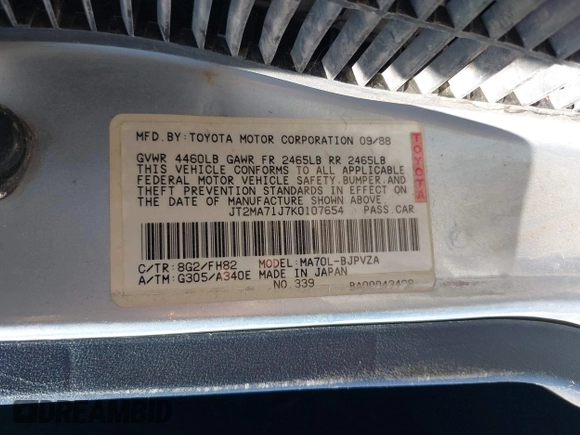 MFD. BY: TOYOTA MOTOR CORPORATION 09/88
GVWR 4460LB GAWR FR 2465LB RR 2465LB
THIS VEHICLE CONFORMS TO ALL APPLICABLE
FEDERAL MOTOR VEHICLE SAFETY, BUMPER, AND
THEFT PREVENTION STANDARDS IN EFFECT ON
THE DATE OF MANUFACTURE SHOWN ABOVE
JT2MA71J7K0107654 PASS.CAR
TOYOTA
C/TR:8G2/FH82 MODEL:MA70L-BJPVZA
A/TM:G305/A340E MADE IN JAPAN
NO.339
DREAMBID